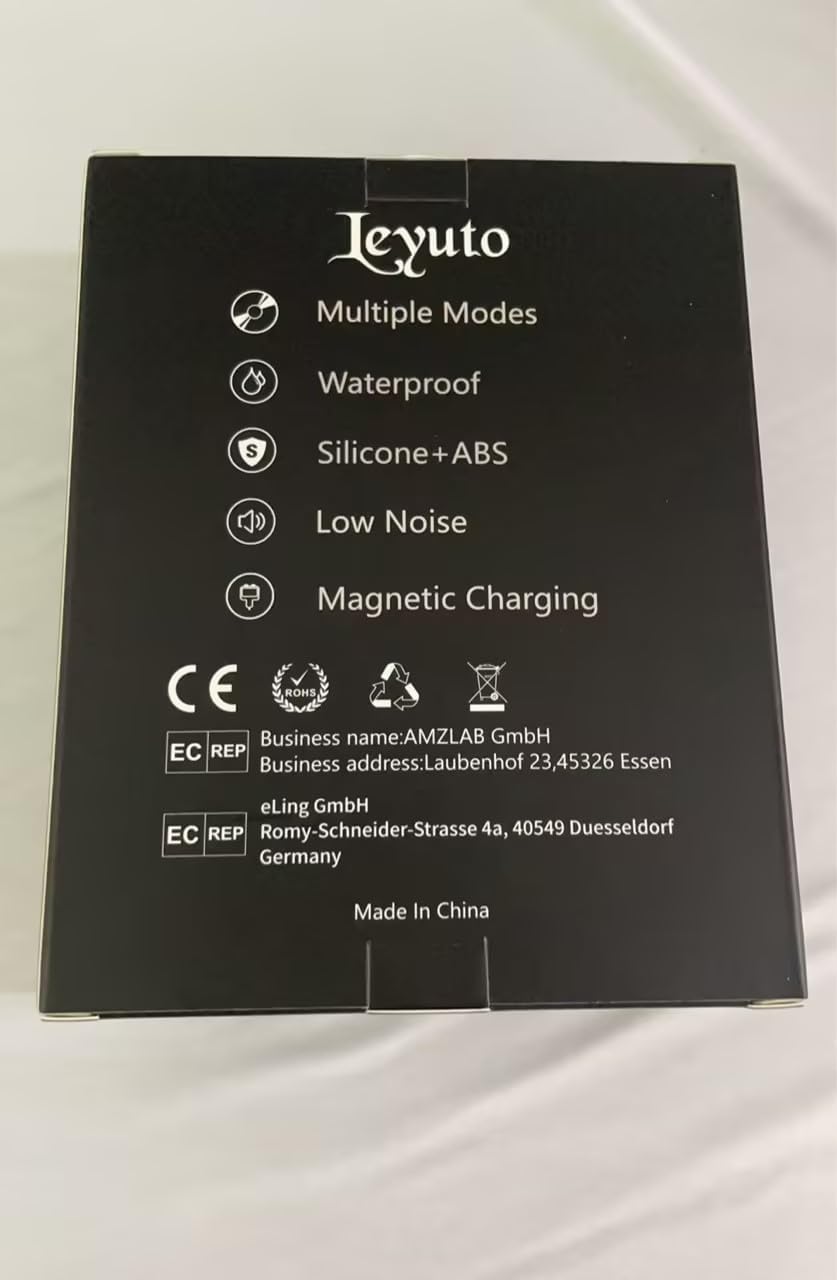 Leyuto
Multiple Modes
Waterproof
S
Silicone+ABS
Low Noise
Magnetic Charging
CE
ROHS
EC REP
Business name:AMZLAB GmbH
Business address:Laubenhof 23,45326 Essen
EC REP
eLing GmbH
Romy-Schneider-Strasse 4a, 40549 Duesseldorf
Germany
Made In China